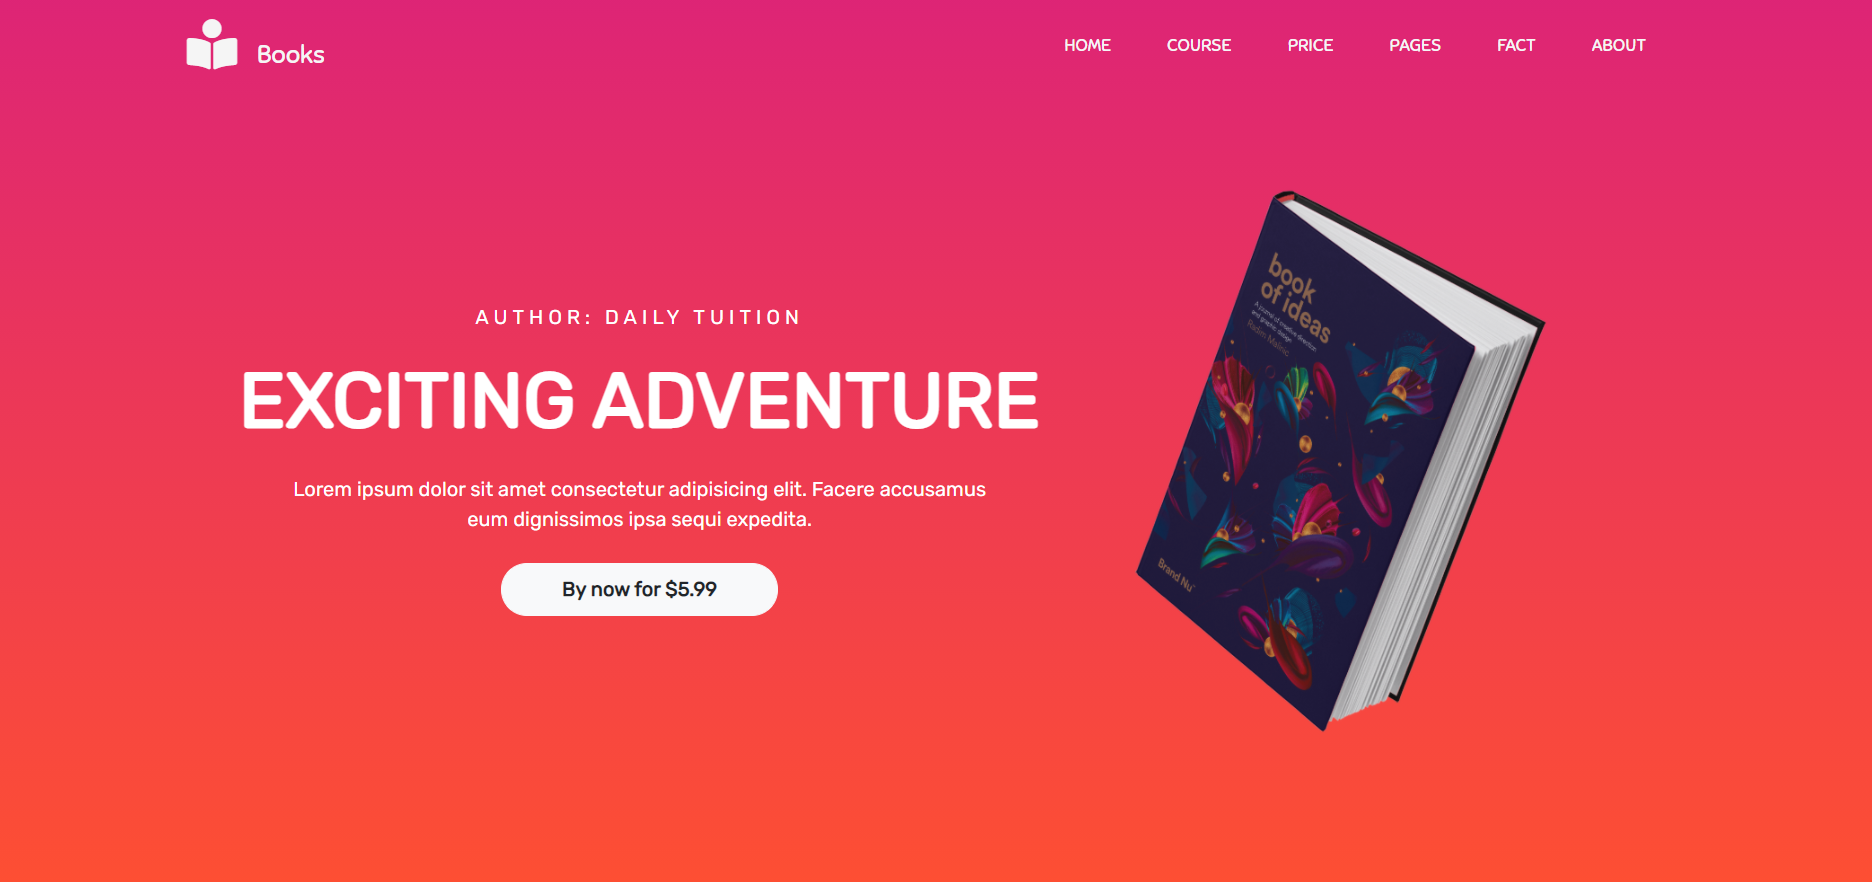 Books
HOME COURSE PRICE PAGES FACT ABOUT
AUTHOR: DAILY TUITION
EXCITING ADVENTURE
Lorem ipsum dolor sit amet consectetur adipisicing elit. Facere accusamus
eum dignissimos ipsa sequi expedita.
By now for $5.99
book
of ideas
A journal of creative direction
and graphic design
Radim Malinic
Brand Nu